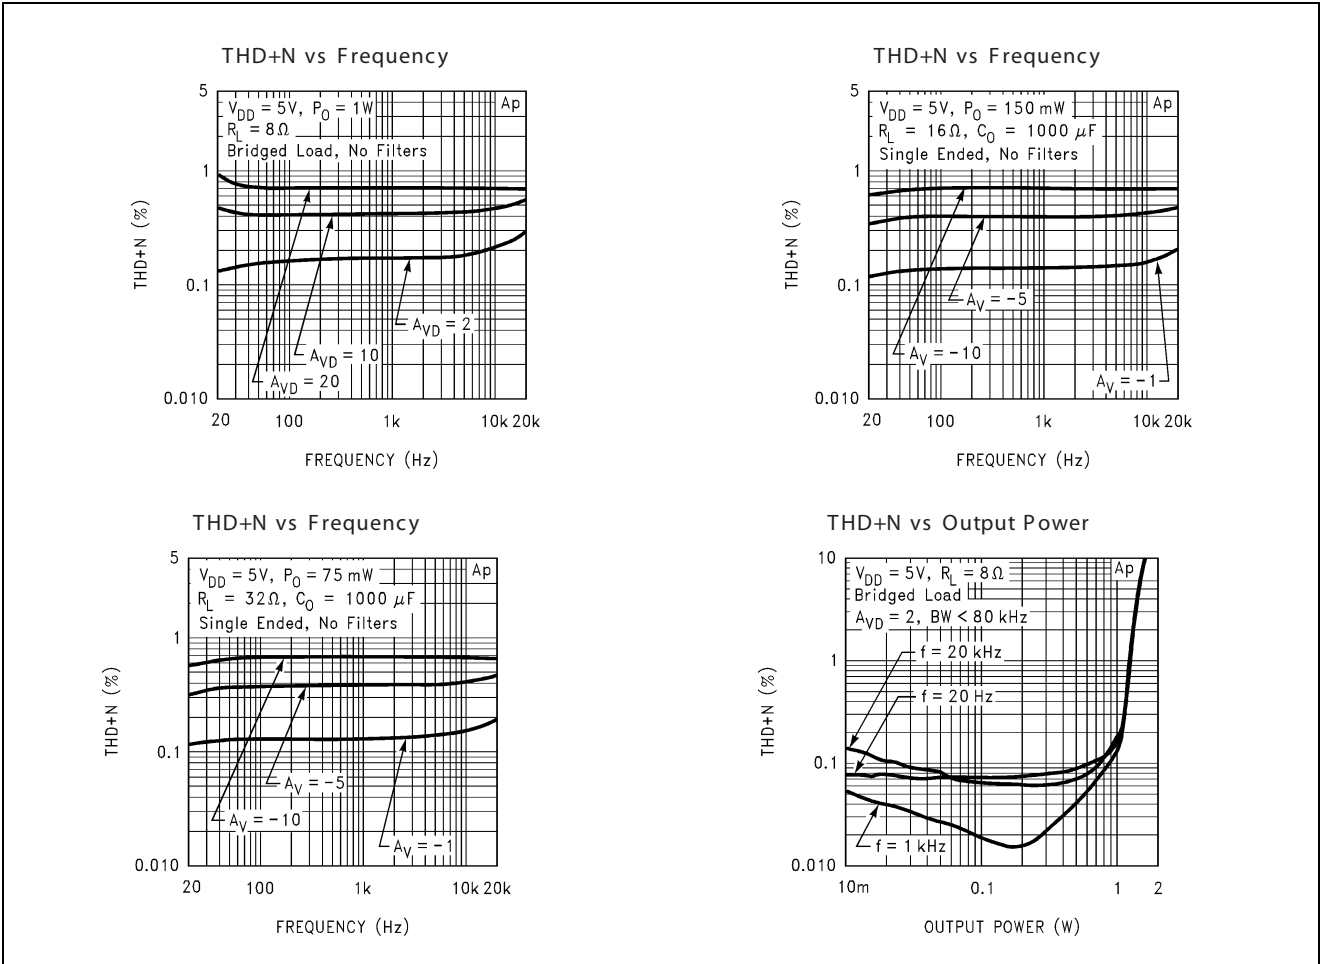 THD+N vs Frequency
V_DD = 5V, P_O = 1W
R_L = 8Ω
Bridged Load, No Filters
Ap
5
1
0.1
0.010
THD+N (%)
A_VD = 2
A_VD = 10
A_VD = 20
20 100 1k 10k 20k
FREQUENCY (Hz)
THD+N vs Frequency
V_DD = 5V, P_O = 150 mW
R_L = 16Ω, C_O = 1000 μF
Single Ended, No Filters
Ap
5
1
0.1
0.010
THD+N (%)
A_V = −5
A_V = −10
A_V = −1
20 100 1k 10k 20k
FREQUENCY (Hz)
THD+N vs Frequency
V_DD = 5V, P_O = 75 mW
R_L = 32Ω, C_O = 1000 μF
Single Ended, No Filters
Ap
5
1
0.1
0.010
THD+N (%)
A_V = −5
A_V = −10
A_V = −1
20 100 1k 10k 20k
FREQUENCY (Hz)
THD+N vs Output Power
V_DD = 5V, R_L = 8Ω
Bridged Load
A_VD = 2, BW < 80 kHz
Ap
10
1
0.1
0.010
THD+N (%)
f = 20 kHz
f = 20 Hz
f = 1 kHz
10m 0.1 1 2
OUTPUT POWER (W)